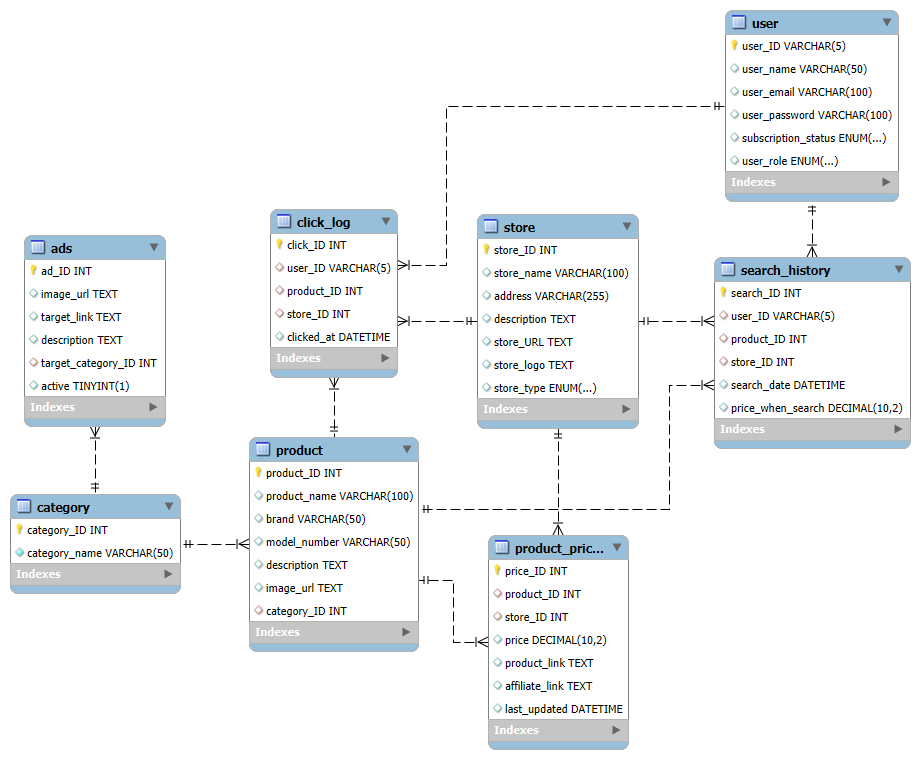 user
user_ID VARCHAR(5)
user_name VARCHAR(50)
user_email VARCHAR(100)
user_password VARCHAR(100)
subscription_status ENUM(...)
user_role ENUM(...)
Indexes
click_log
click_ID INT
user_ID VARCHAR(5)
product_ID INT
store_ID INT
clicked_at DATETIME
Indexes
store
store_ID INT
store_name VARCHAR(100)
address VARCHAR(255)
description TEXT
store_URL TEXT
store_logo TEXT
store_type ENUM(...)
Indexes
ads
ad_ID INT
image_url TEXT
target_link TEXT
description TEXT
target_category_ID INT
active TINYINT(1)
Indexes
search_history
search_ID INT
user_ID VARCHAR(5)
product_ID INT
store_ID INT
search_date DATETIME
price_when_search DECIMAL(10,2)
Indexes
product
product_ID INT
product_name VARCHAR(100)
brand VARCHAR(50)
model_number VARCHAR(50)
description TEXT
image_url TEXT
category_ID INT
Indexes
category
category_ID INT
category_name VARCHAR(50)
Indexes
product_pric...
price_ID INT
product_ID INT
store_ID INT
price DECIMAL(10,2)
product_link TEXT
affiliate_link TEXT
last_updated DATETIME
Indexes